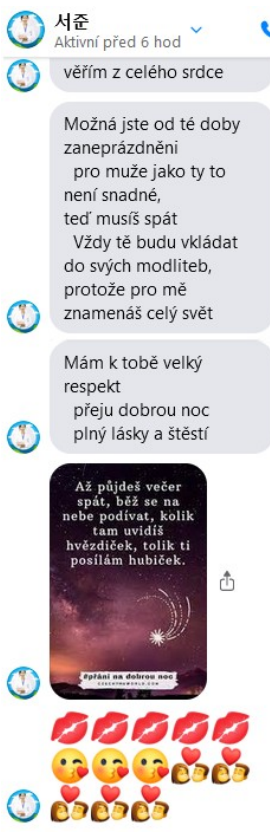 서준
Aktivní před 6 hod
věřím z celého srdce
Možná jste od té doby
zaneprázdněni
pro muže jako ty to
není snadné,
teď musíš spát
Vždy tě budu vkládat
do svých modliteb,
protože pro mě
znamenáš celý svět
Mám k tobě velký
respekt
přeju dobrou noc
plný lásky a štěstí
Až půjdeš večer
spát, běž se na
nebe podívat, kolik
tam uvidíš
hvězdiček, tolik ti
posílám hubiček.
#přání na dobrou noc